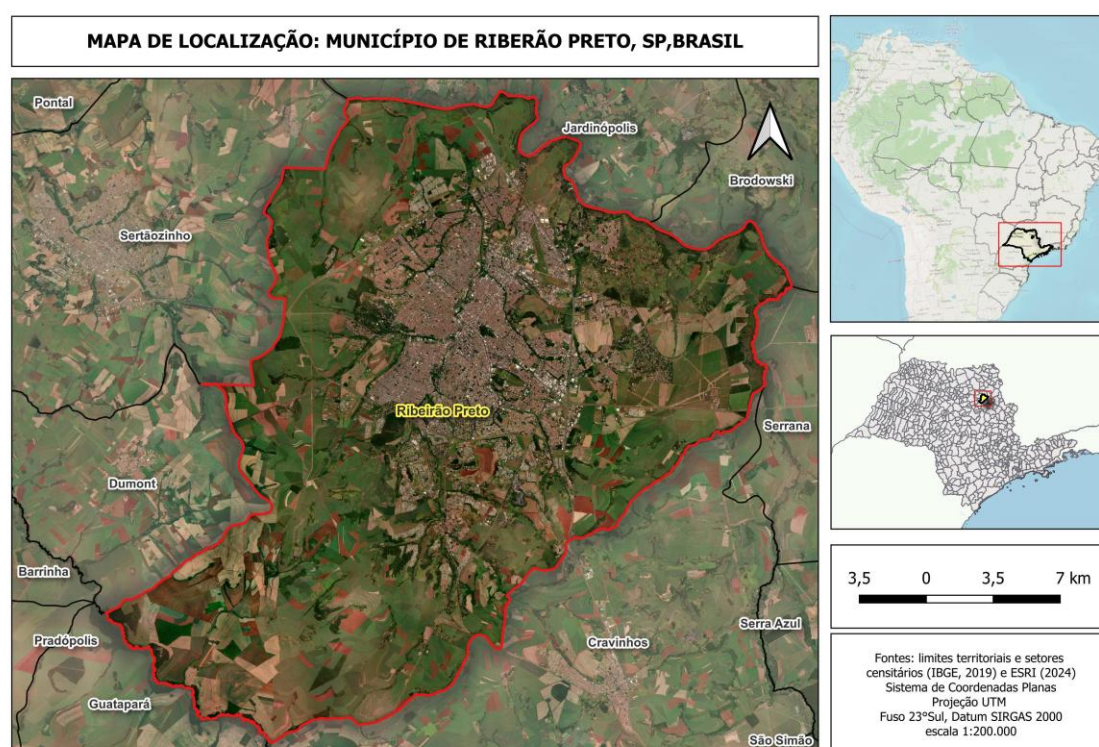 MAPA DE LOCALIZAÇÃO: MUNICÍPIO DE RIBERÃO PRETO, SP,BRASIL
Pontal
Jardinópolis
Brodowski
Sertãozinho
Ribeirão Preto
Serrana
Dumont
Barrinha
Pradópolis
Cravinhos
Serra Azul
Guatapará
São Simão
3,5 0 3,5 7 km
Fontes: limites territoriais e setores
censitários (IBGE, 2019) e ESRI (2024)
Sistema de Coordenadas Planas
Projeção UTM
Fuso 23°Sul, Datum SIRGAS 2000
escala 1:200.000